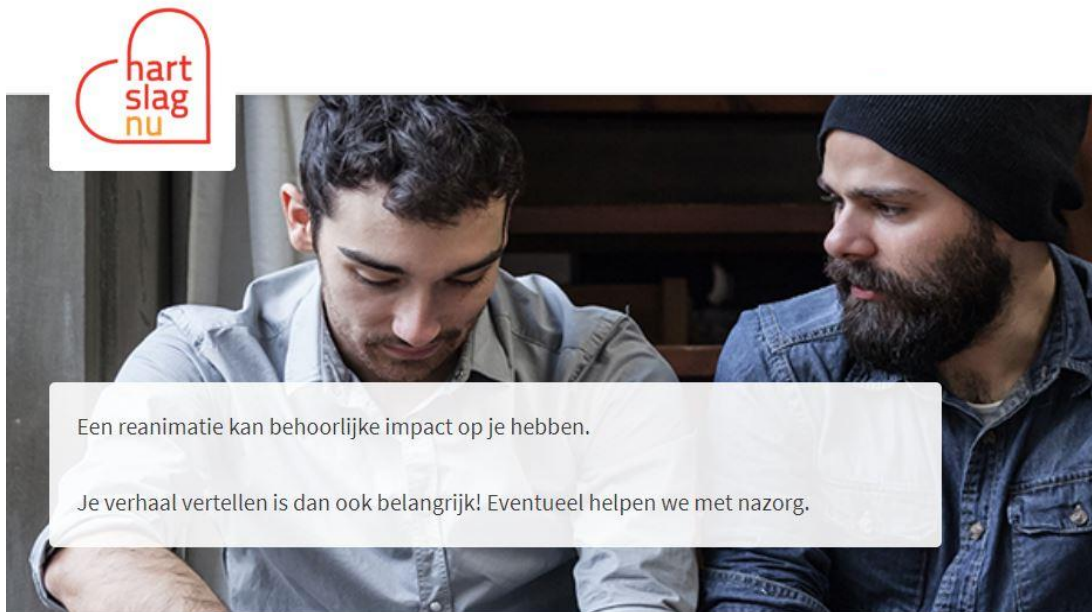 hart
slag
nu
Een reanimatie kan behoorlijke impact op je hebben.
Je verhaal vertellen is dan ook belangrijk! Eventueel helpen we met nazorg.